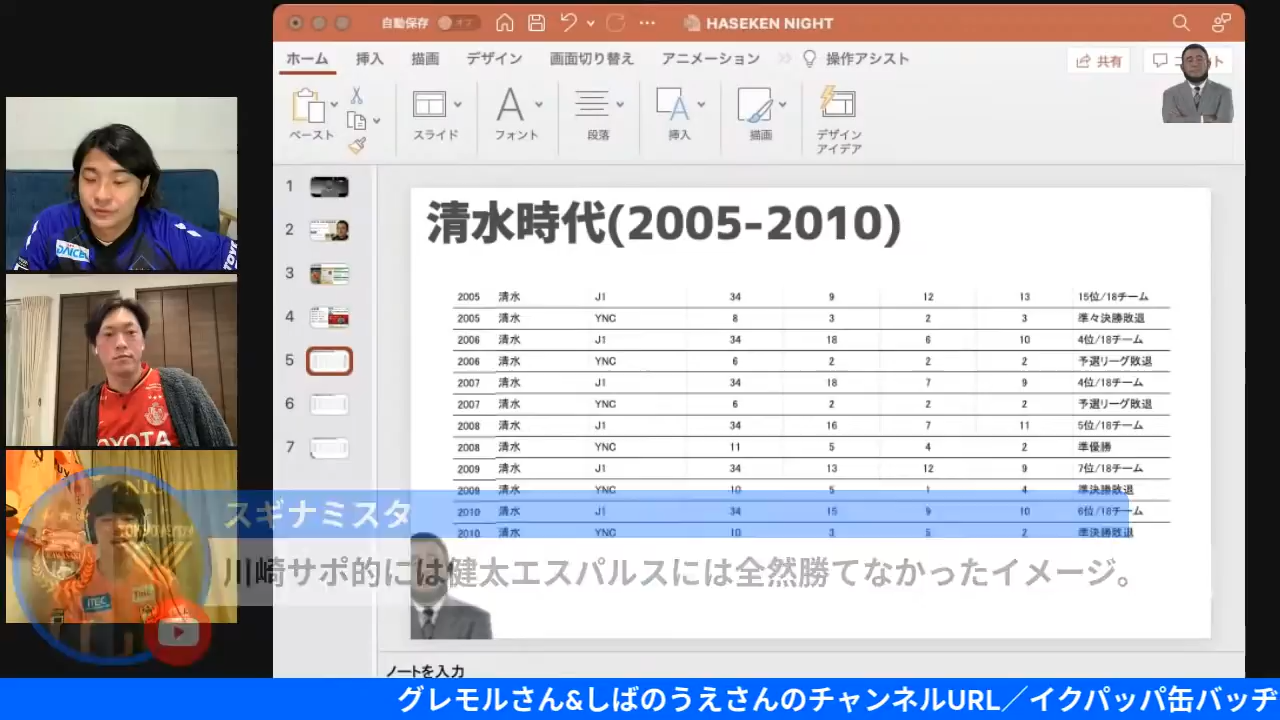 自動保存 オフ
HASEKEN NIGHT
ホーム 挿入 描画 デザイン 画面切り替え アニメーション 操作アシスト 共有
ペースト スライド フォント 段落 挿入 描画 デザイン
アイデア
1
2
3
4
5
6
7
清水時代(2005-2010)
2005 清水 J1 34 9 12 13 15位/18チーム
2005 清水 YNC 8 3 2 3 準々決勝敗退
2006 清水 J1 34 18 6 10 4位/18チーム
2006 清水 YNC 6 2 2 2 予選リーグ敗退
2007 清水 J1 34 18 7 9 4位/18チーム
2007 清水 YNC 6 2 2 2 予選リーグ敗退
2008 清水 J1 34 16 7 11 5位/18チーム
2008 清水 YNC 11 5 4 2 準優勝
2009 清水 J1 34 13 12 9 7位/18チーム
2009 清水 YNC 10 5 1 4 準決勝敗退
2010 清水 J1 34 15 9 10 6位/18チーム
2010 清水 YNC 10 3 5 2 準決勝敗退
DAICEL
TOYOTA
ITEC
スギナミスタ
川崎サポ的には健太エスパルスには全然勝てなかったイメージ。
ノートを入力
グレモルさん&しばのうえさんのチャンネルURL／イクパッパ缶バッヂ